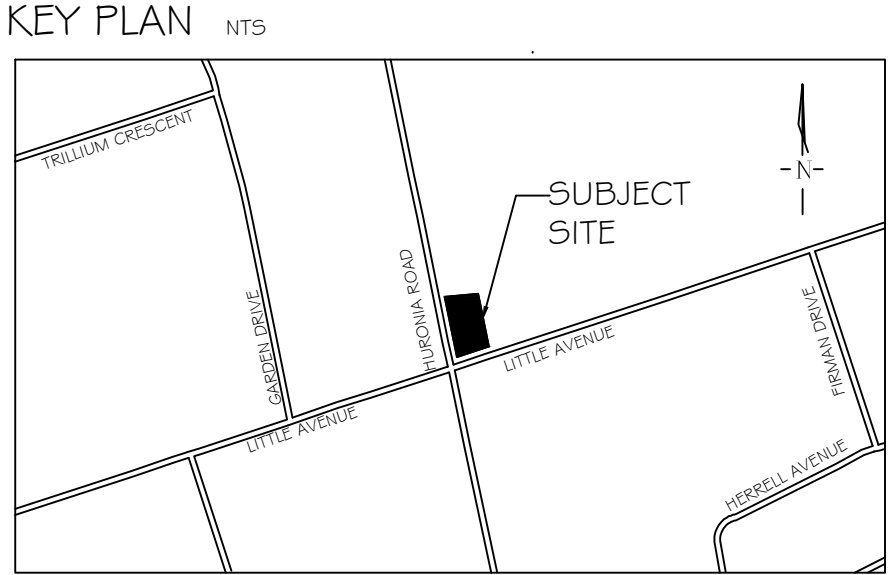 KEY PLAN NTS
TRILLIUM CRESCENT
N
SUBJECT
SITE
HURONIA ROAD
GARDEN DRIVE
FIRMAN DRIVE
LITTLE AVENUE
LITTLE AVENUE
HERRELL AVENUE